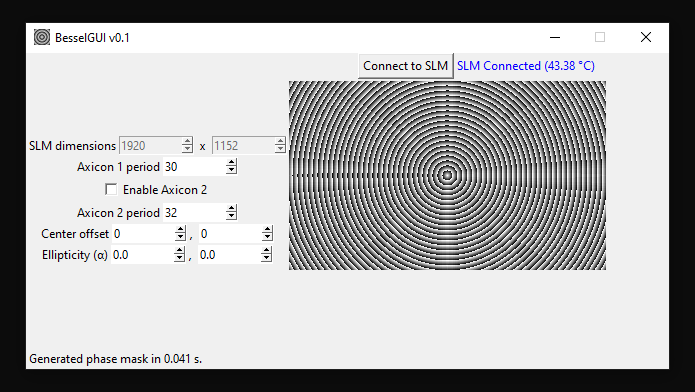 BesselGUI v0.1
Connect to SLM SLM Connected (43.38 °C)
SLM dimensions 1920 x 1152
Axicon 1 period 30
Enable Axicon 2
Axicon 2 period 32
Center offset 0 , 0
Ellipticity (α) 0.0 , 0.0
Generated phase mask in 0.041 s.